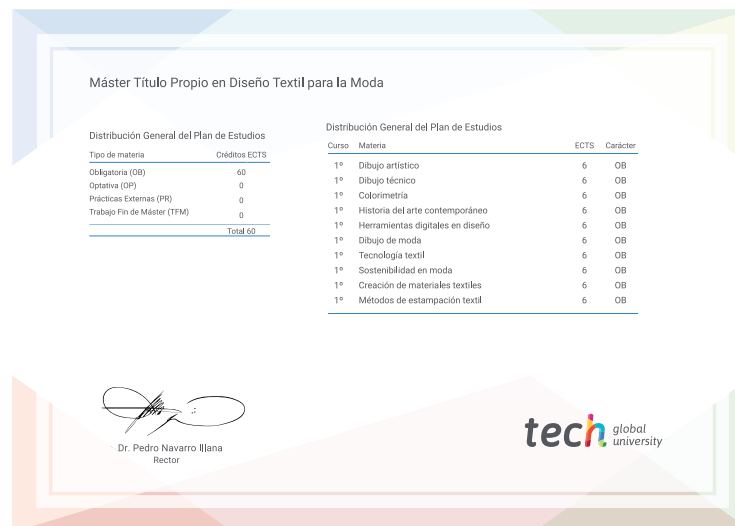 Máster Título Propio en Diseño Textil para la Moda
Distribución General del Plan de Estudios
Tipo de materia Créditos ECTS
Obligatoria (OB) 60
Optativa (OP) 0
Prácticas Externas (PR) 0
Trabajo Fin de Máster (TFM) 0
Total 60
Distribución General del Plan de Estudios
Curso Materia ECTS Carácter
1º Dibujo artístico 6 OB
1º Dibujo técnico 6 OB
1º Colorimetría 6 OB
1º Historia del arte contemporáneo 6 OB
1º Herramientas digitales en diseño 6 OB
1º Dibujo de moda 6 OB
1º Tecnología textil 6 OB
1º Sostenibilidad en moda 6 OB
1º Creación de materiales textiles 6 OB
1º Métodos de estampación textil 6 OB
Dr. Pedro Navarro Illana
Rector
tech global
university